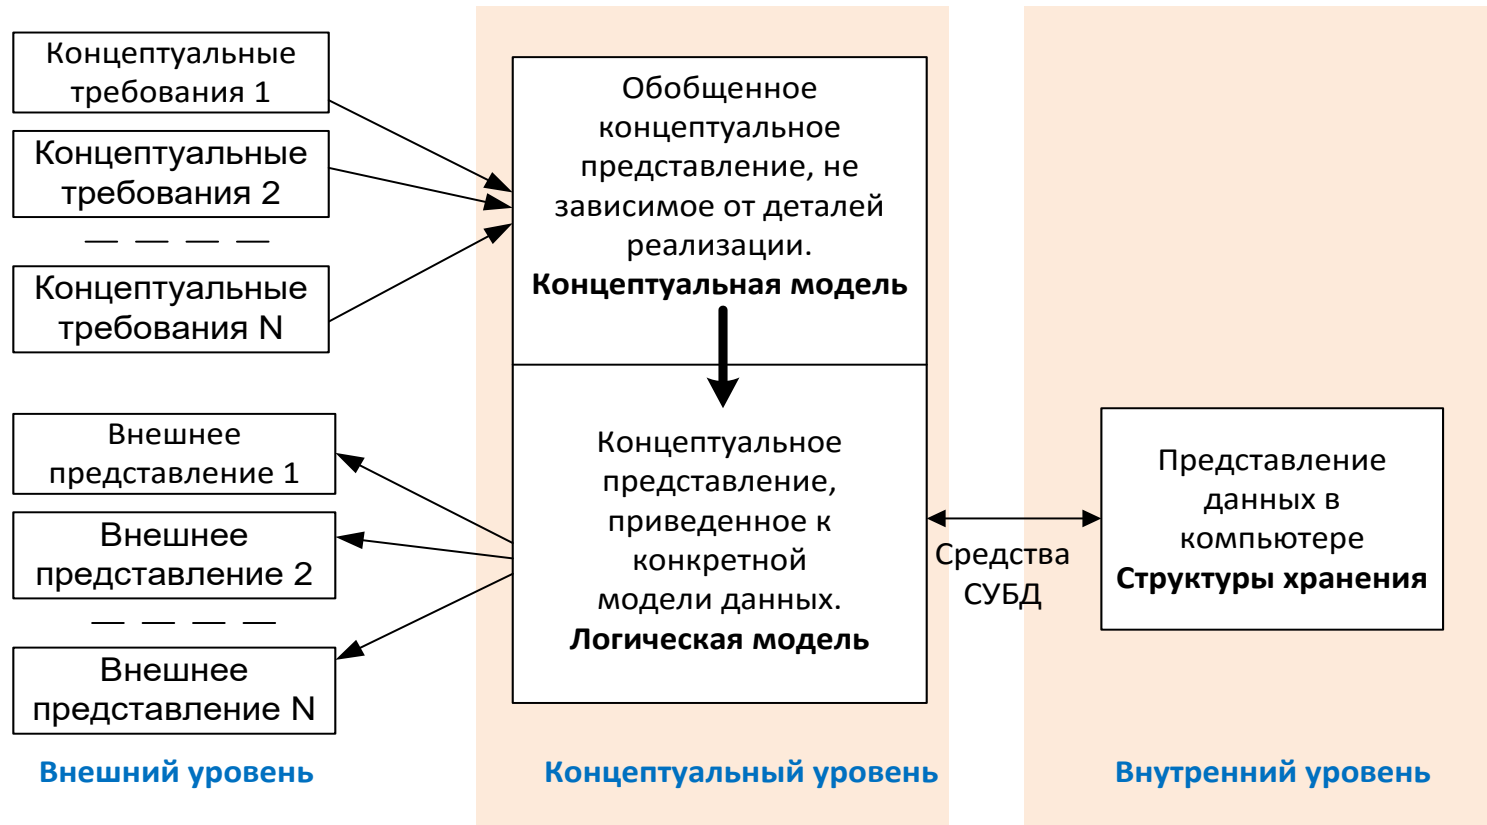 Концептуальные
требования 1
Концептуальные
требования 2
Концептуальные
требования N
Внешнее
представление 1
Внешнее
представление 2
Внешнее
представление N
Внешний уровень
Обобщенное
концептуальное
представление, не
зависимое от деталей
реализации.
Концептуальная модель
Концептуальное
представление,
приведенное к
конкретной
модели данных.
Логическая модель
Концептуальный уровень
Средства
СУБД
Представление
данных в
компьютере
Структуры хранения
Внутренний уровень